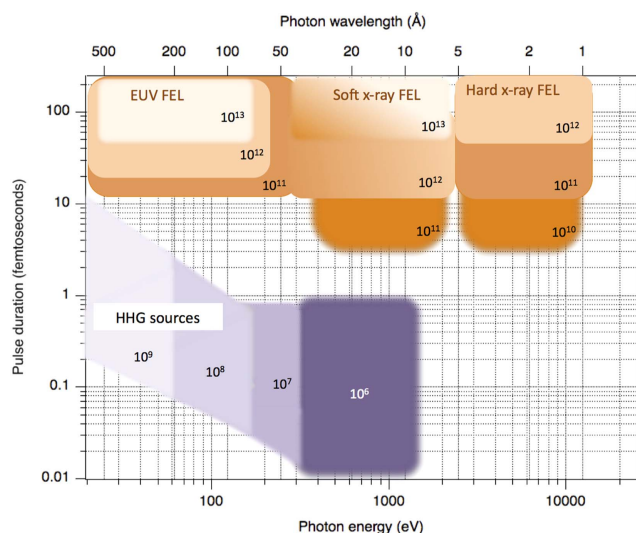 Photon wavelength (Å)
500 200 100 50 20 10 5 2 1
EUV FEL
Soft x-ray FEL
Hard x-ray FEL
10¹³
10¹³
10¹²
10¹²
10¹²
10¹¹
10¹¹
10¹¹
10¹⁰
HHG sources
10⁹
10⁸
10⁷
10⁶
Pulse duration (femtoseconds)
100
10
1
0.1
0.01
100 1000 10000
Photon energy (eV)